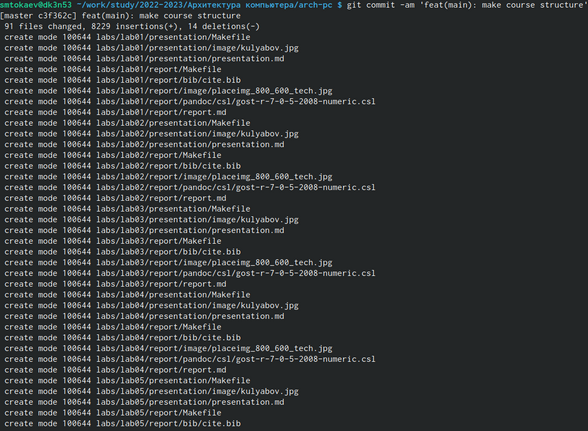 smtokaev@dk3n53 ~/work/study/2022-2023/Архитектура компьютера/arch-pc $ git commit -am 'feat(main): make course structure'
[master c3f362c] feat(main): make course structure
 91 files changed, 8229 insertions(+), 14 deletions(-)
 create mode 100644 labs/lab01/presentation/Makefile
 create mode 100644 labs/lab01/presentation/image/kulyabov.jpg
 create mode 100644 labs/lab01/presentation/presentation.md
 create mode 100644 labs/lab01/report/Makefile
 create mode 100644 labs/lab01/report/bib/cite.bib
 create mode 100644 labs/lab01/report/image/placeimg_800_600_tech.jpg
 create mode 100644 labs/lab01/report/pandoc/csl/gost-r-7-0-5-2008-numeric.csl
 create mode 100644 labs/lab01/report/report.md
 create mode 100644 labs/lab02/presentation/Makefile
 create mode 100644 labs/lab02/presentation/image/kulyabov.jpg
 create mode 100644 labs/lab02/presentation/presentation.md
 create mode 100644 labs/lab02/report/Makefile
 create mode 100644 labs/lab02/report/bib/cite.bib
 create mode 100644 labs/lab02/report/image/placeimg_800_600_tech.jpg
 create mode 100644 labs/lab02/report/pandoc/csl/gost-r-7-0-5-2008-numeric.csl
 create mode 100644 labs/lab02/report/report.md
 create mode 100644 labs/lab03/presentation/Makefile
 create mode 100644 labs/lab03/presentation/image/kulyabov.jpg
 create mode 100644 labs/lab03/presentation/presentation.md
 create mode 100644 labs/lab03/report/Makefile
 create mode 100644 labs/lab03/report/bib/cite.bib
 create mode 100644 labs/lab03/report/image/placeimg_800_600_tech.jpg
 create mode 100644 labs/lab03/report/pandoc/csl/gost-r-7-0-5-2008-numeric.csl
 create mode 100644 labs/lab03/report/report.md
 create mode 100644 labs/lab04/presentation/Makefile
 create mode 100644 labs/lab04/presentation/image/kulyabov.jpg
 create mode 100644 labs/lab04/presentation/presentation.md
 create mode 100644 labs/lab04/report/Makefile
 create mode 100644 labs/lab04/report/bib/cite.bib
 create mode 100644 labs/lab04/report/image/placeimg_800_600_tech.jpg
 create mode 100644 labs/lab04/report/pandoc/csl/gost-r-7-0-5-2008-numeric.csl
 create mode 100644 labs/lab04/report/report.md
 create mode 100644 labs/lab05/presentation/Makefile
 create mode 100644 labs/lab05/presentation/image/kulyabov.jpg
 create mode 100644 labs/lab05/presentation/presentation.md
 create mode 100644 labs/lab05/report/Makefile
 create mode 100644 labs/lab05/report/bib/cite.bib